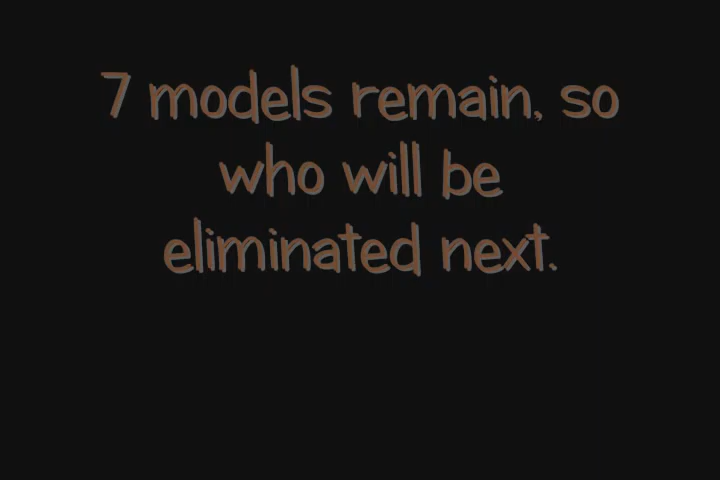 7 models remain, so
who will be
eliminated next.